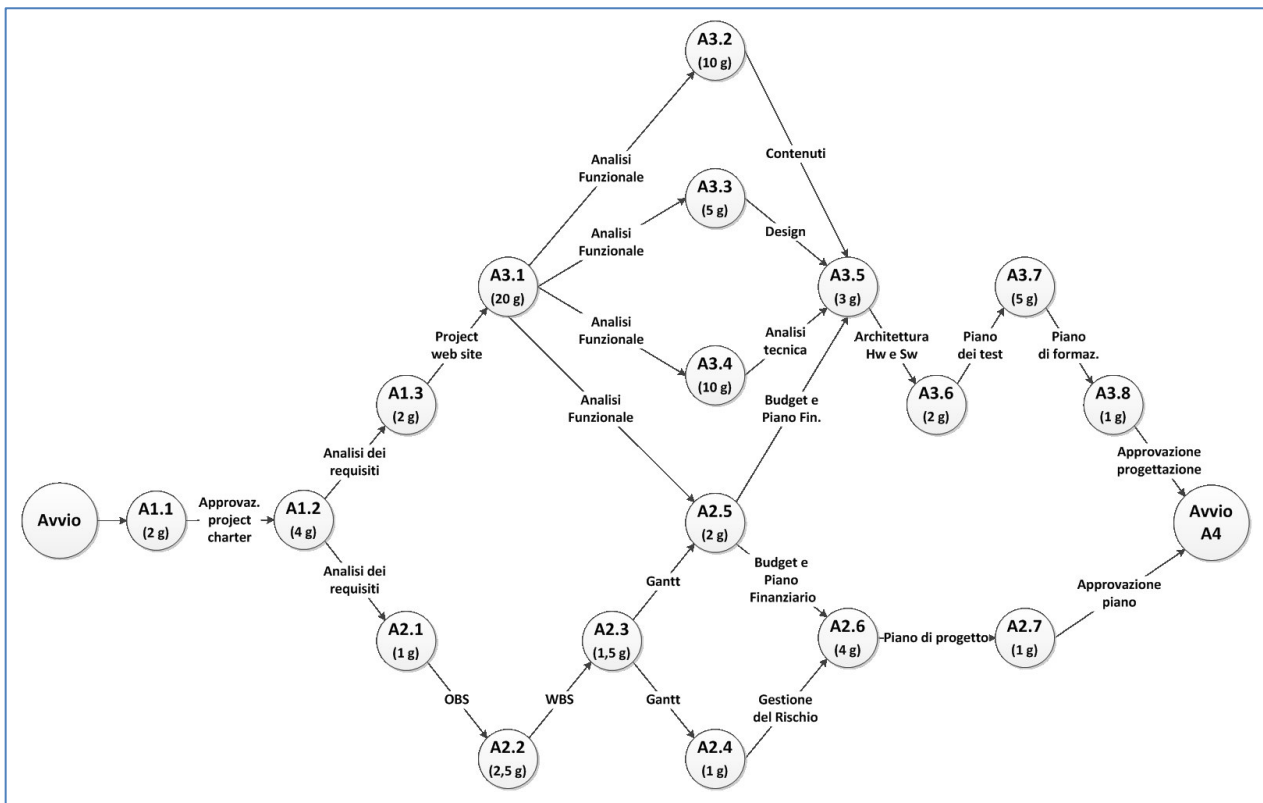 A3.2
(10 g)
Analisi
Funzionale
Contenuti
A3.3
(5 g)
Analisi
Funzionale
Design
A3.1
(20 g)
A3.5
(3 g)
A3.7
(5 g)
Project
web site
Analisi
Funzionale
Analisi
tecnica
Architettura
Hw e Sw
Piano
dei test
Piano
di formaz.
A3.4
(10 g)
A1.3
(2 g)
Analisi
Funzionale
Budget e
Piano Fin.
A3.6
(2 g)
A3.8
(1 g)
Analisi dei
requisiti
Approvazione
progettazione
Avvio
A1.1
(2 g)
Approvaz.
project
charter
A1.2
(4 g)
A2.5
(2 g)
Avvio
A4
Analisi dei
requisiti
Gantt
Budget e
Piano
Finanziario
Approvazione
piano
A2.1
(1 g)
A2.3
(1,5 g)
A2.6
(4 g)
Piano di progetto
A2.7
(1 g)
OBS
WBS
Gantt
Gestione
del Rischio
A2.2
(2,5 g)
A2.4
(1 g)